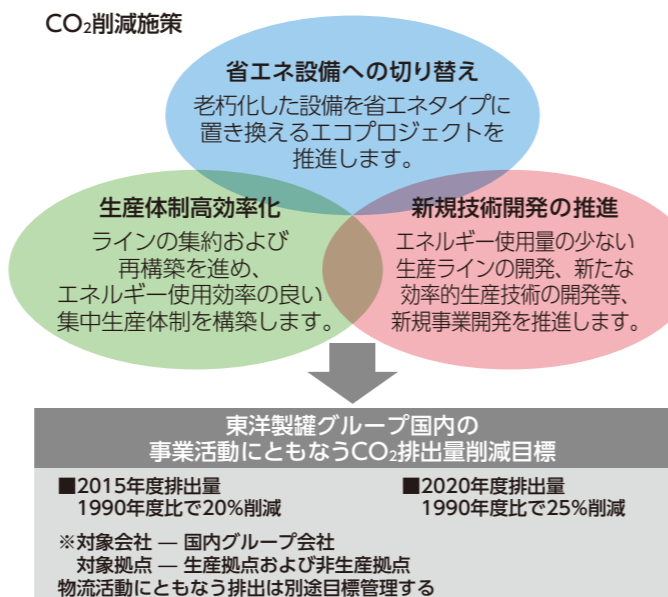 CO₂削減施策
省エネ設備への切り替え
老朽化した設備を省エネタイプに
置き換えるエコプロジェクトを
推進します。
生産体制高効率化
ラインの集約および
再構築を進め、
エネルギー使用効率の良い
集中生産体制を構築します。
新規技術開発の推進
エネルギー使用量の少ない
生産ラインの開発、新たな
効率的生産技術の開発等、
新規事業開発を推進します。
東洋製罐グループ国内の
事業活動にともなうCO₂排出量削減目標
■2015年度排出量
1990年度比で20%削減
■2020年度排出量
1990年度比で25%削減
※対象会社 — 国内グループ会社
対象拠点 — 生産拠点および非生産拠点
物流活動にともなう排出は別途目標管理する